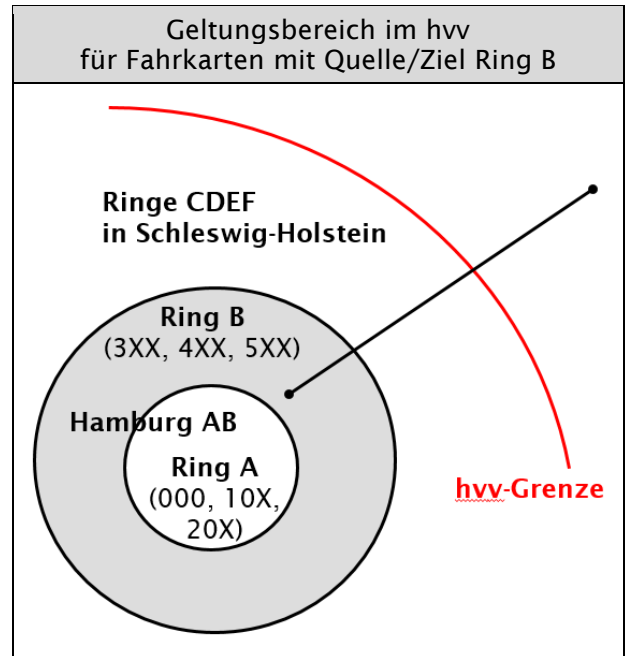 Geltungsbereich im hvv
für Fahrkarten mit Quelle/Ziel Ring B
Ringe CDEF
in Schleswig-Holstein
Ring B
(3XX, 4XX, 5XX)
Hamburg AB
Ring A
(000, 10X,
20X)
hvv-Grenze